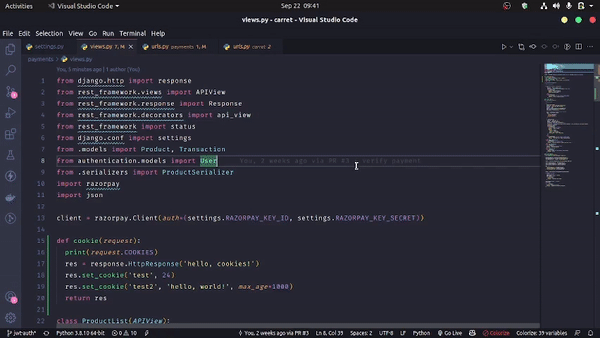 Activities
Visual Studio Code
Sep 22 09:41
views.py - carret - Visual Studio Code
File Edit Selection View Go Run Terminal Help
settings.py
views.py 1, M
urls.py payments 1, M
urls.py carret 2
payments > views.py > ...
You, 5 minutes ago | 1 author (You)
1 from django.http import response
2 from rest_framework.views import APIView
3 from rest_framework.response import Response
4 from rest_framework.decorators import api_view
5 from rest_framework import status
6 from django.conf import settings
7 from .models import Product, Transaction
8 from authentication.models import User You, 2 weeks ago via PR #3 · verify payment
9 from .serializers import ProductSerializer
10 import razorpay
11 import json
12
13 client = razorpay.Client(auth=(settings.RAZORPAY_KEY_ID, settings.RAZORPAY_KEY_SECRET))
14
15 def cookie(request):
16 print(request.COOKIES)
17 res = response.HttpResponse('hello, cookies!')
18 res.set_cookie('test', 24)
19 res.set_cookie('test2', 'hello, world!', max_age=1000)
20 return res
21
22 class ProductList(APIView):
jwt-auth*
Python 3.8.10 64-bit
0 10
You, 2 weeks ago via PR #3
Ln 8, Col 39
Spaces: 2
UTF-8
LF
Python
Go Live
Colorize
Colorize: 39 variables